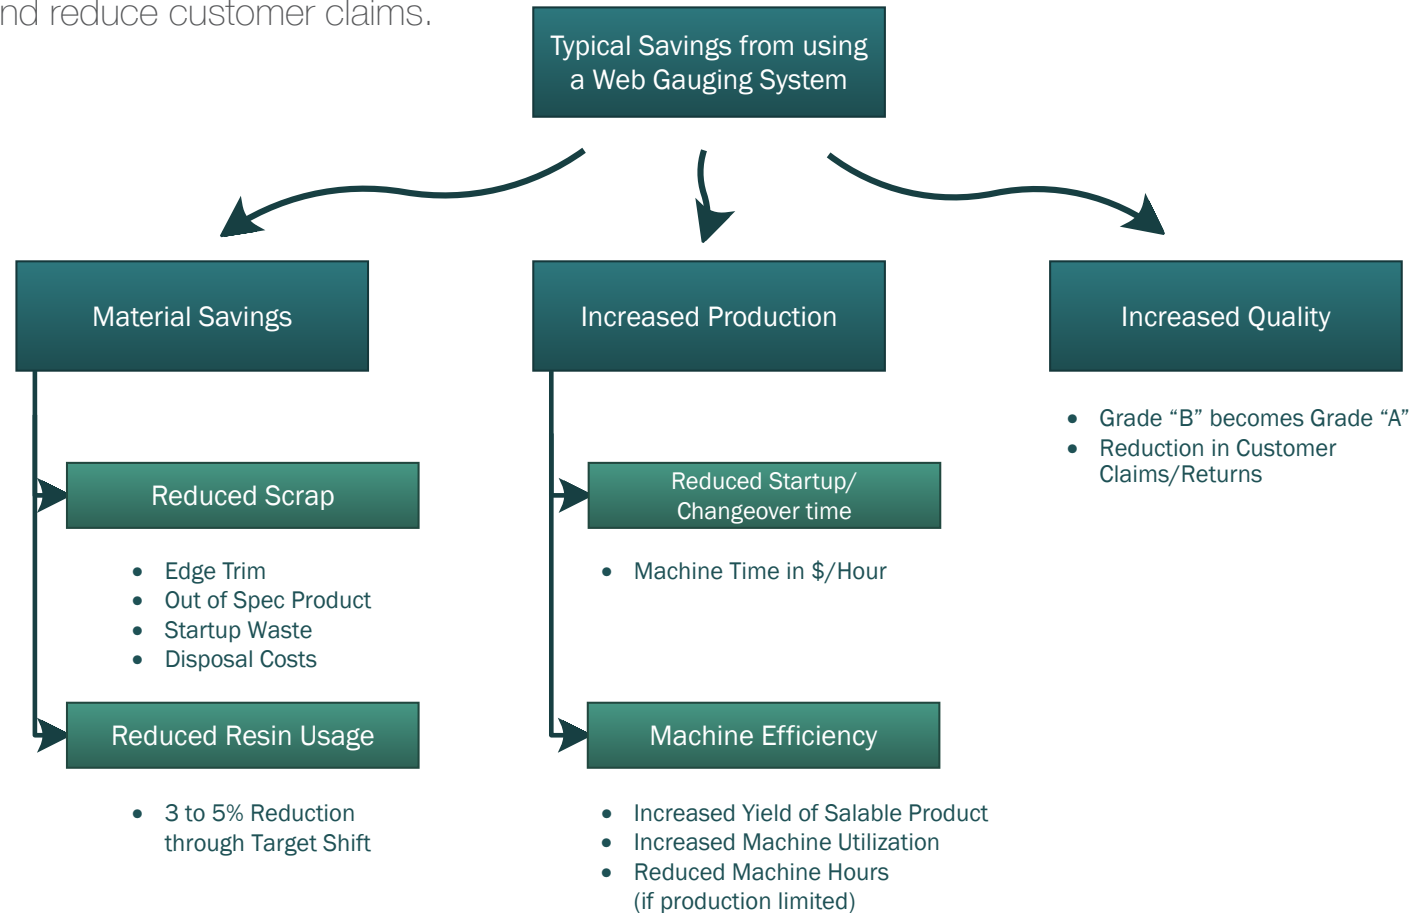 nd reduce customer claims.
Typical Savings from using
a Web Gauging System
Material Savings
Reduced Scrap
• Edge Trim
• Out of Spec Product
• Startup Waste
• Disposal Costs
Reduced Resin Usage
• 3 to 5% Reduction
through Target Shift
Increased Production
Reduced Startup/
Changeover time
• Machine Time in $/Hour
Machine Efficiency
• Increased Yield of Salable Product
• Increased Machine Utilization
• Reduced Machine Hours
(if production limited)
Increased Quality
• Grade “B” becomes Grade “A”
• Reduction in Customer
Claims/Returns